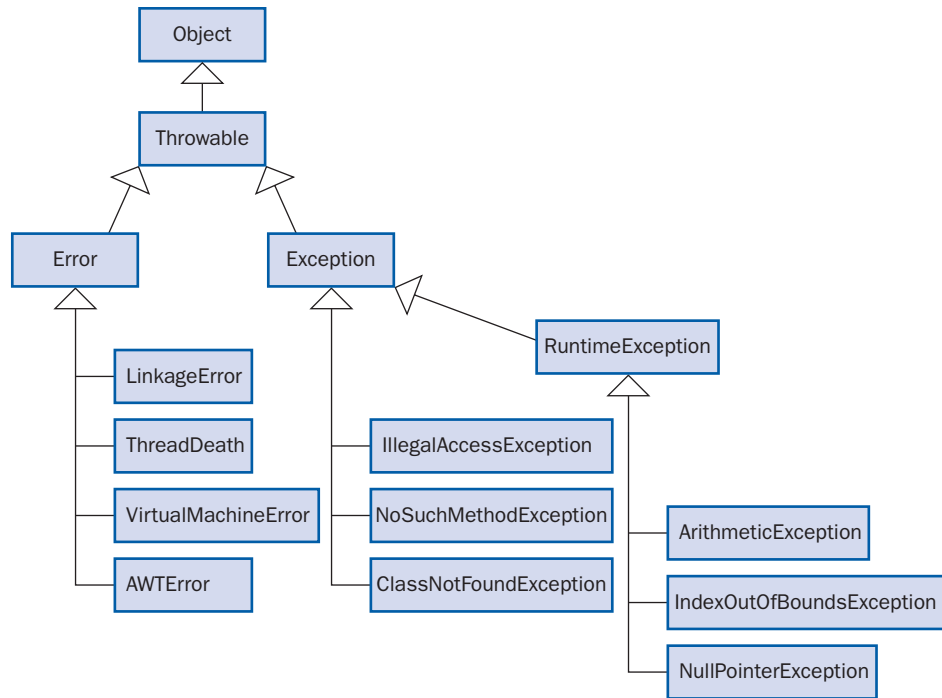 Object
Throwable
Error
Exception
RuntimeException
LinkageError
ThreadDeath
VirtualMachineError
AWTError
IllegalAccessException
NoSuchMethodException
ClassNotFoundException
ArithmeticException
IndexOutOfBoundsException
NullPointerException